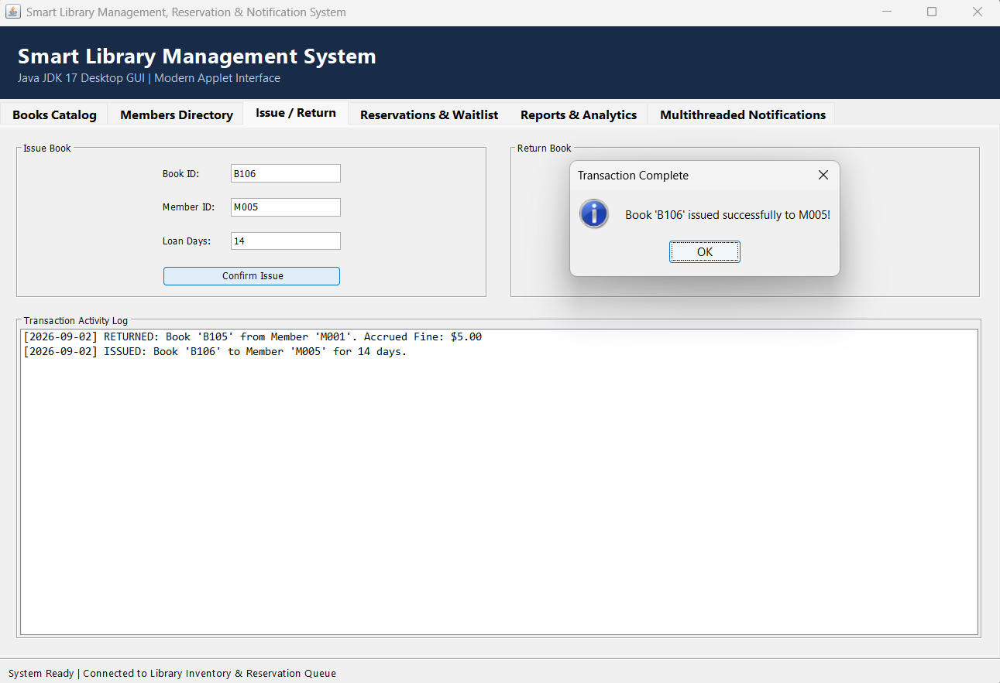 Smart Library Management, Reservation & Notification System
Smart Library Management System
Java JDK 17 Desktop GUI | Modern Applet Interface
Books Catalog Members Directory Issue / Return Reservations & Waitlist Reports & Analytics Multithreaded Notifications
Issue Book
Book ID: B106
Member ID: M005
Loan Days: 14
Confirm Issue
Return Book
Transaction Complete
Book 'B106' issued successfully to M005!
OK
Transaction Activity Log
[2026-09-02] RETURNED: Book 'B105' from Member 'M001'. Accrued Fine: $5.00
[2026-09-02] ISSUED: Book 'B106' to Member 'M005' for 14 days.
System Ready | Connected to Library Inventory & Reservation Queue